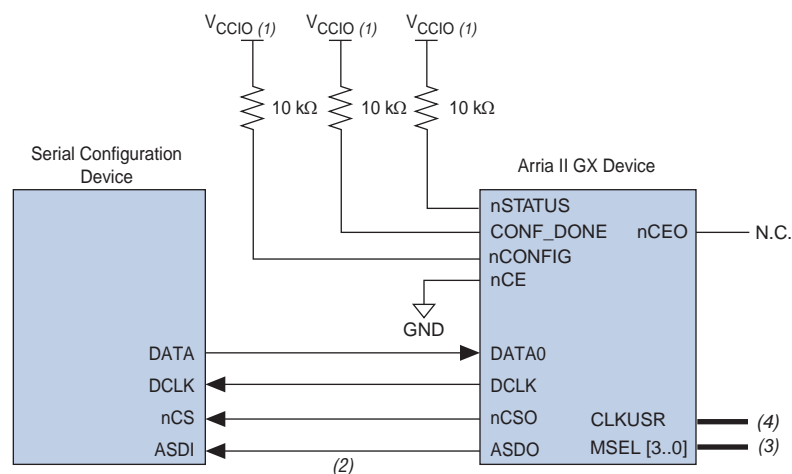 VCCIO (1) VCCIO (1) VCCIO (1)
10 kΩ 10 kΩ 10 kΩ
Serial Configuration
Device
Arria II GX Device
nSTATUS
CONF_DONE nCEO N.C.
nCONFIG
nCE
GND
DATA DATA0
DCLK DCLK
nCS nCSO CLKUSR (4)
ASDI (2) ASDO MSEL [3..0] (3)